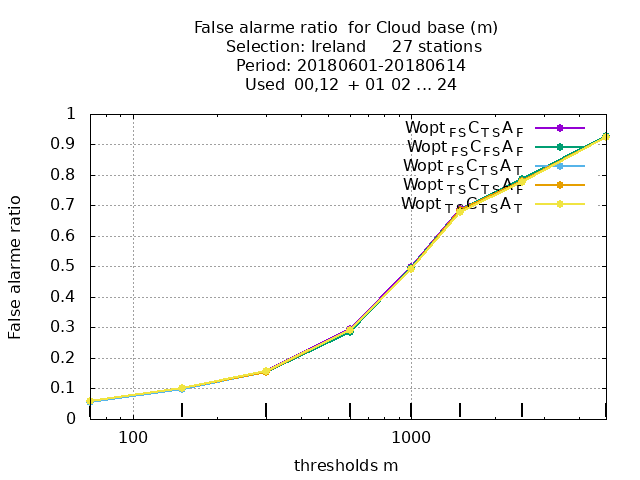 False alarme ratio for Cloud base (m)
Selection: Ireland 27 stations
Period: 20180601-20180614
Used 00,12 + 01 02 ... 24
False alarme ratio
1
0.9
0.8
0.7
0.6
0.5
0.4
0.3
0.2
0.1
0
Wopt FS C TS A F
Wopt FS C FS A F
Wopt FS C TS A T
Wopt TS C TS A F
Wopt TS C TS A T
100 1000
thresholds m